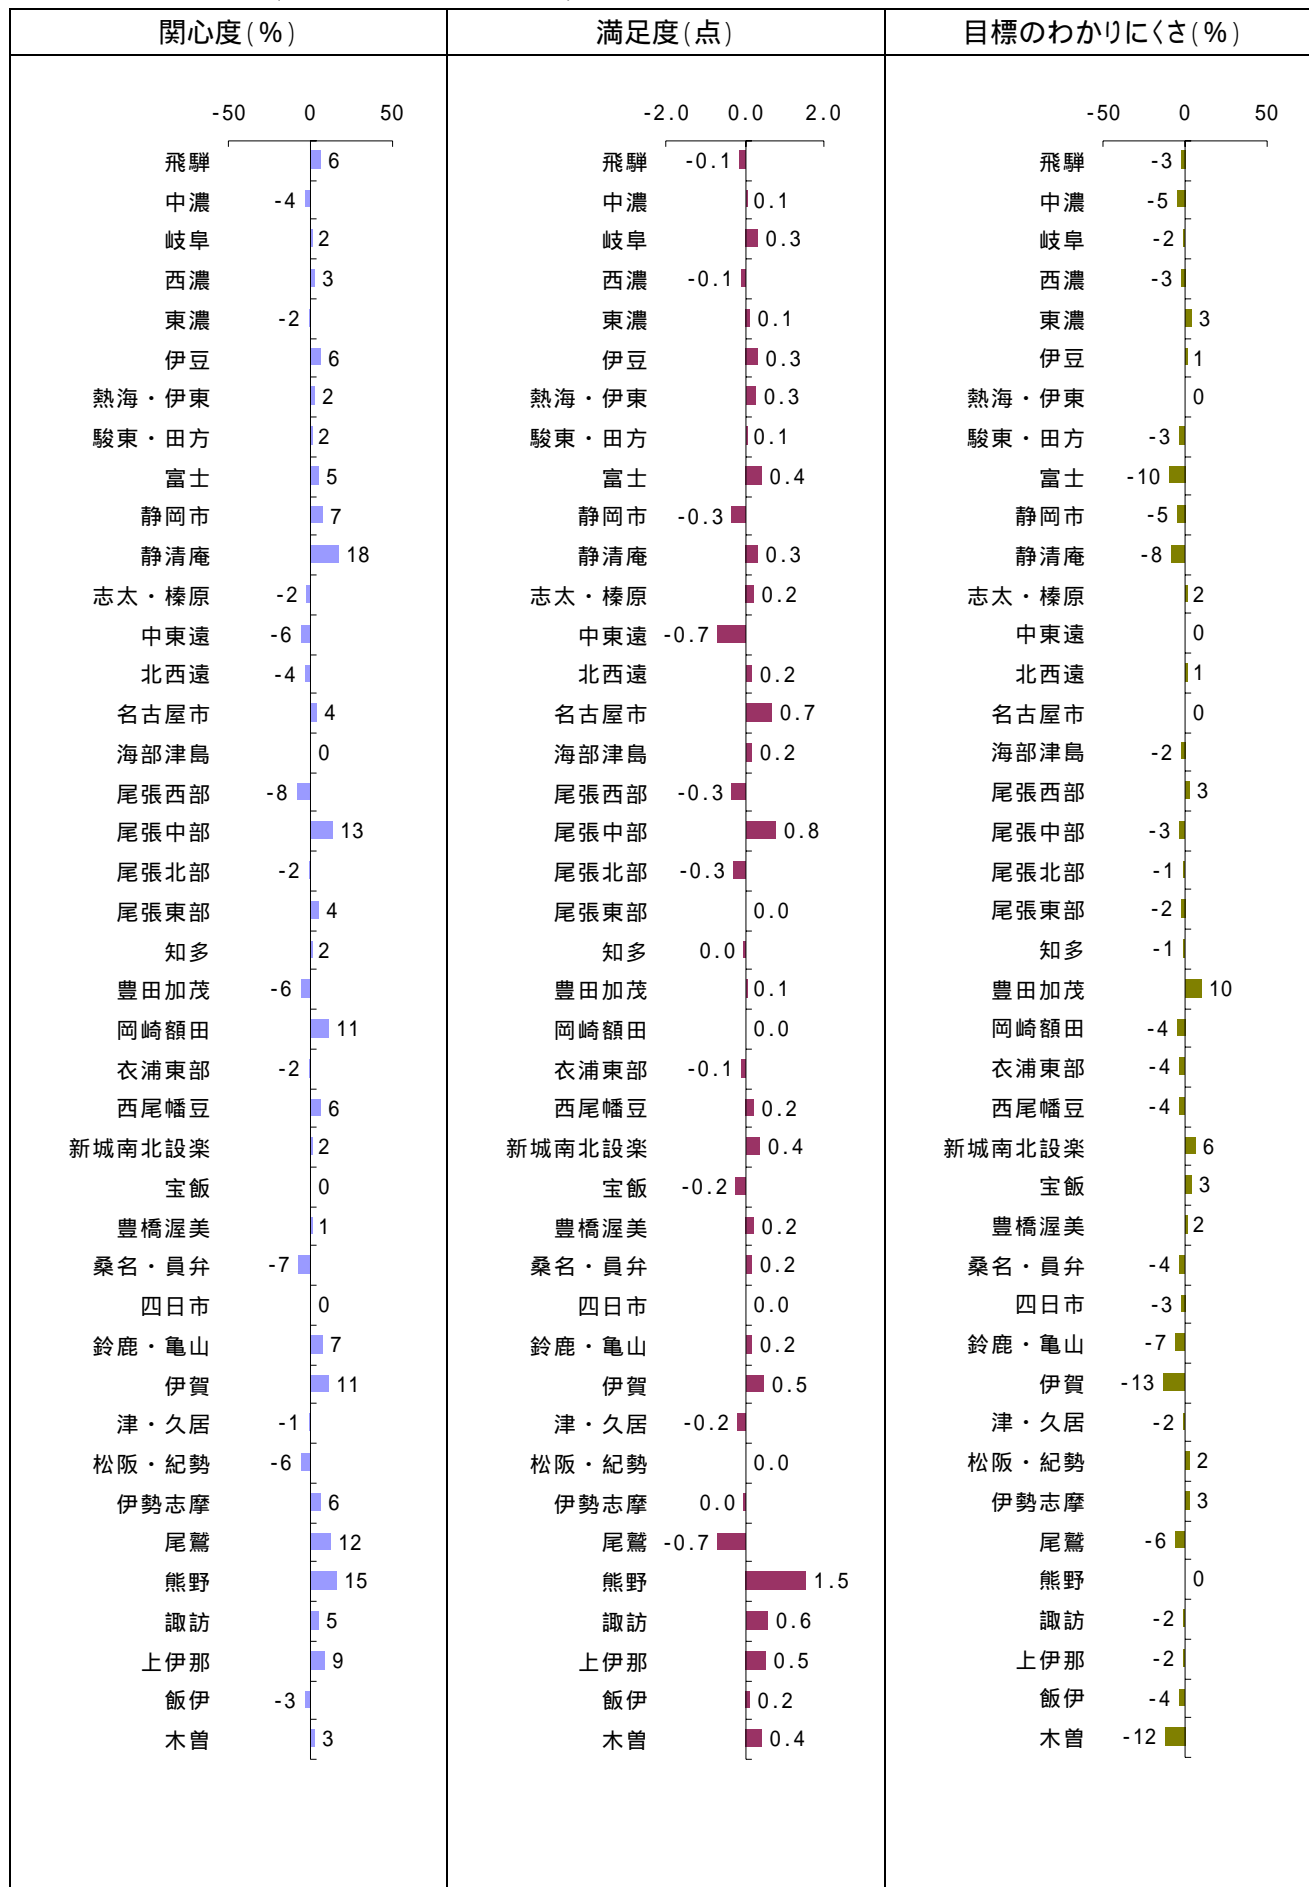 関心度(%) 満足度(点) 目標のわかりにくさ(%)
-50 0 50 -2.0 0.0 2.0 -50 0 50
飛騨 6 飛騨 -0.1 飛騨 -3
中濃 -4 中濃 0.1 中濃 -5
岐阜 2 岐阜 0.3 岐阜 -2
西濃 3 西濃 -0.1 西濃 -3
東濃 -2 東濃 0.1 東濃 3
伊豆 6 伊豆 0.3 伊豆 1
熱海・伊東 2 熱海・伊東 0.3 熱海・伊東 0
駿東・田方 2 駿東・田方 0.1 駿東・田方 -3
富士 5 富士 0.4 富士 -10
静岡市 7 静岡市 -0.3 静岡市 -5
静清庵 18 静清庵 0.3 静清庵 -8
志太・榛原 -2 志太・榛原 0.2 志太・榛原 2
中東遠 -6 中東遠 -0.7 中東遠 0
北西遠 -4 北西遠 0.2 北西遠 1
名古屋市 4 名古屋市 0.7 名古屋市 0
海部津島 0 海部津島 0.2 海部津島 -2
尾張西部 -8 尾張西部 -0.3 尾張西部 3
尾張中部 13 尾張中部 0.8 尾張中部 -3
尾張北部 -2 尾張北部 -0.3 尾張北部 -1
尾張東部 4 尾張東部 0.0 尾張東部 -2
知多 2 知多 0.0 知多 -1
豊田加茂 -6 豊田加茂 0.1 豊田加茂 10
岡崎額田 11 岡崎額田 0.0 岡崎額田 -4
衣浦東部 -2 衣浦東部 -0.1 衣浦東部 -4
西尾幡豆 6 西尾幡豆 0.2 西尾幡豆 -4
新城南北設楽 2 新城南北設楽 0.4 新城南北設楽 6
宝飯 0 宝飯 -0.2 宝飯 3
豊橋渥美 1 豊橋渥美 0.2 豊橋渥美 2
桑名・員弁 -7 桑名・員弁 0.2 桑名・員弁 -4
四日市 0 四日市 0.0 四日市 -3
鈴鹿・亀山 7 鈴鹿・亀山 0.2 鈴鹿・亀山 -7
伊賀 11 伊賀 0.5 伊賀 -13
津・久居 -1 津・久居 -0.2 津・久居 -2
松阪・紀勢 -6 松阪・紀勢 0.0 松阪・紀勢 2
伊勢志摩 6 伊勢志摩 0.0 伊勢志摩 3
尾鷲 12 尾鷲 -0.7 尾鷲 -6
熊野 15 熊野 1.5 熊野 0
諏訪 5 諏訪 0.6 諏訪 -2
上伊那 9 上伊那 0.5 上伊那 -2
飯伊 -3 飯伊 0.2 飯伊 -4
木曽 3 木曽 0.4 木曽 -12